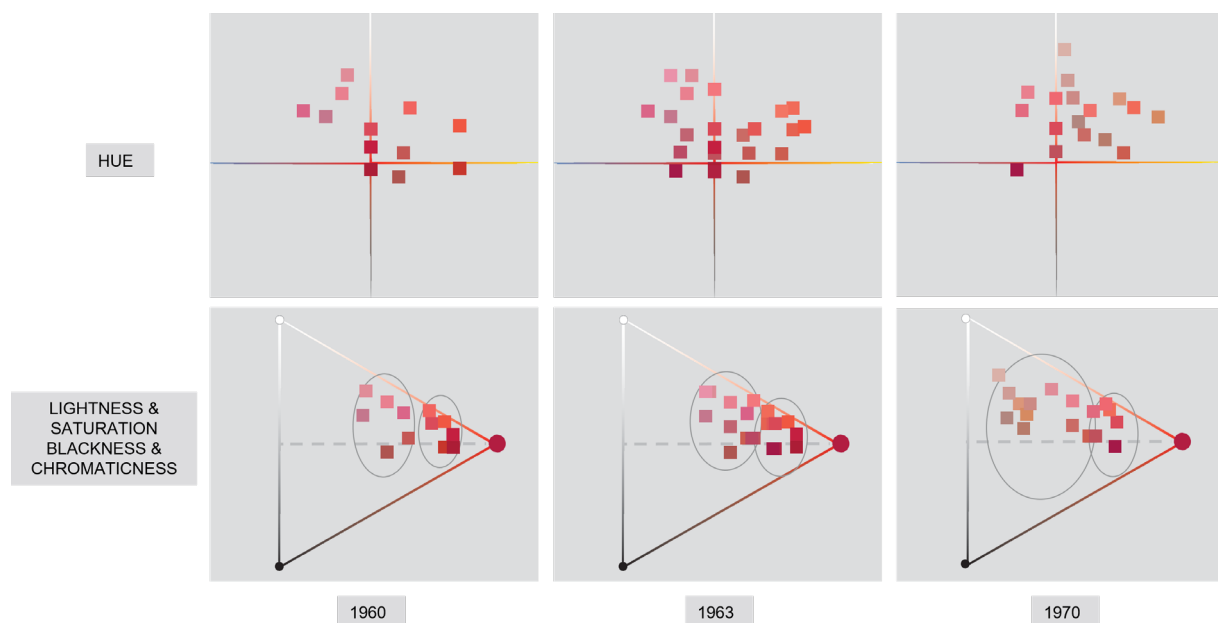 HUE
LIGHTNESS &
SATURATION
BLACKNESS &
CHROMATICNESS
1960
1963
1970